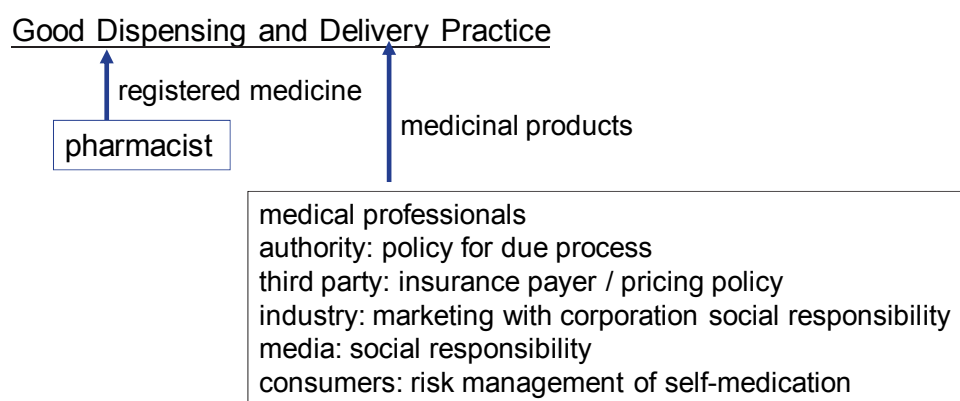 Good Dispensing and Delivery Practice
registered medicine
medicinal products
pharmacist
medical professionals
authority: policy for due process
third party: insurance payer / pricing policy
industry: marketing with corporation social responsibility
media: social responsibility
consumers: risk management of self-medication